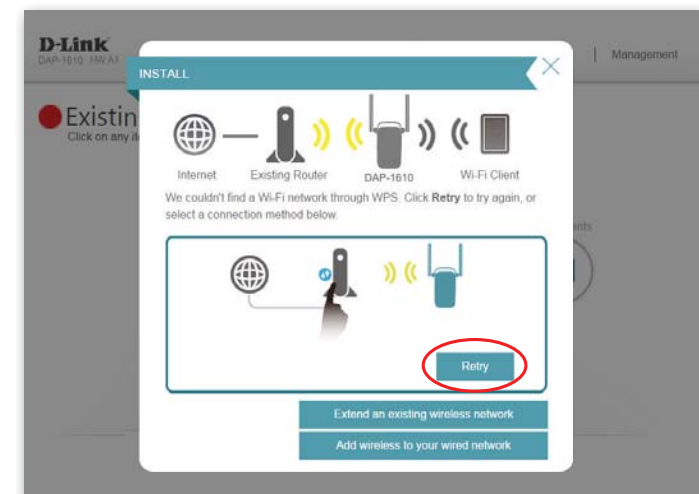 D-Link
DAP-1610 HW:A1
Management
INSTALL
Existin
Click on any
Internet Existing Router DAP-1610 Wi-Fi Client
We couldn't find a Wi-Fi network through WPS. Click Retry to try again, or
select a connection method below.
Retry
Extend an existing wireless network
Add wireless to your wired network